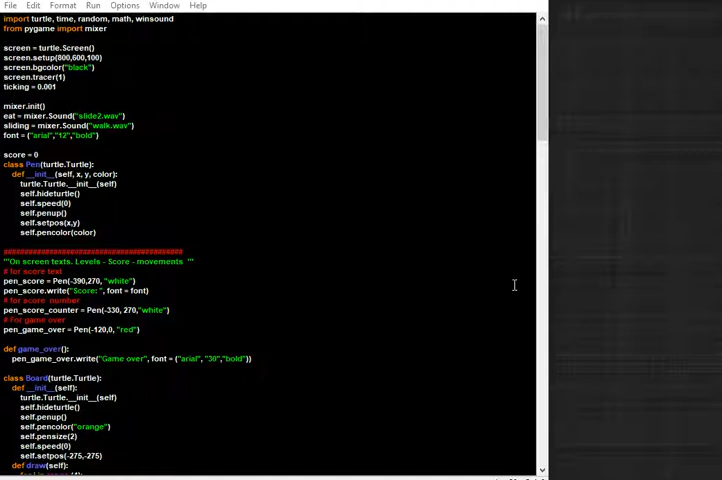 File Edit Format Run Options Window Help
import turtle, time, random, math, winsound
from pygame import mixer
screen = turtle.Screen()
screen.setup(800,600,100)
screen.bgcolor("black")
screen.tracer(1)
ticking = 0.001
mixer.init()
eat = mixer.Sound("slide2.wav")
sliding = mixer.Sound("walk.wav")
font = ("arial","12","bold")
score = 0
class Pen(turtle.Turtle):
def __init__(self, x, y, color):
turtle.Turtle.__init__(self)
self.hideturtle()
self.speed(0)
self.penup()
self.setpos(x,y)
self.pencolor(color)
###########################################
'''On screen texts. Levels - Score - movements '''
# for score text
pen_score = Pen(-390,270, "white")
pen_score.write("Score: ", font = font)
# for score number
pen_score_counter = Pen(-330, 270,"white")
# For game over
pen_game_over = Pen(-120,0, "red")
def game_over():
pen_game_over.write("Game over", font = ("arial", "30","bold"))
class Board(turtle.Turtle):
def __init__(self):
turtle.Turtle.__init__(self)
self.hideturtle()
self.penup()
self.pencolor("orange")
self.pensize(2)
self.speed(0)
self.setpos(-275,-275)
def draw(self):